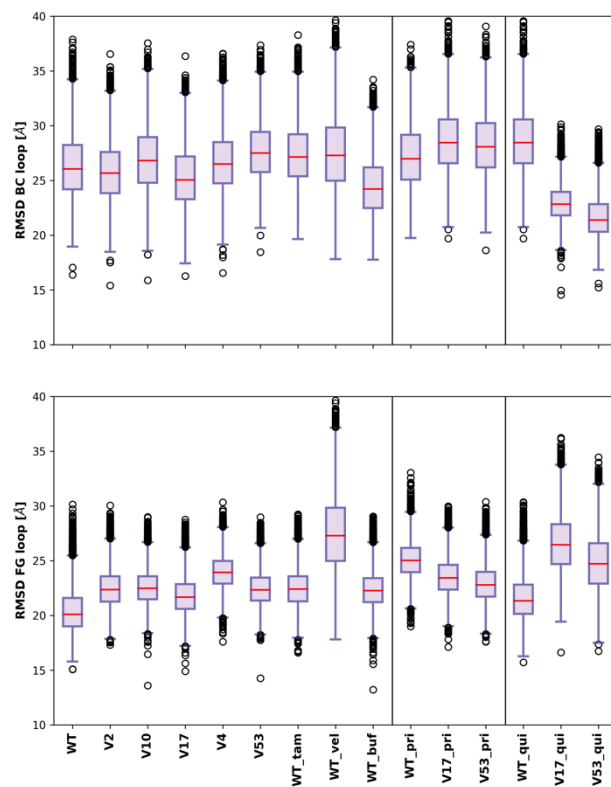 40
35
30
25
20
15
10
RMSD BC loop [Å]
40
35
30
25
20
15
10
RMSD FG loop [Å]
WT
V2
V10
V17
V4
V53
WT_tam
WT_vel
WT_buf
WT_pri
V17_pri
V53_pri
WT_qui
V17_qui
V53_qui